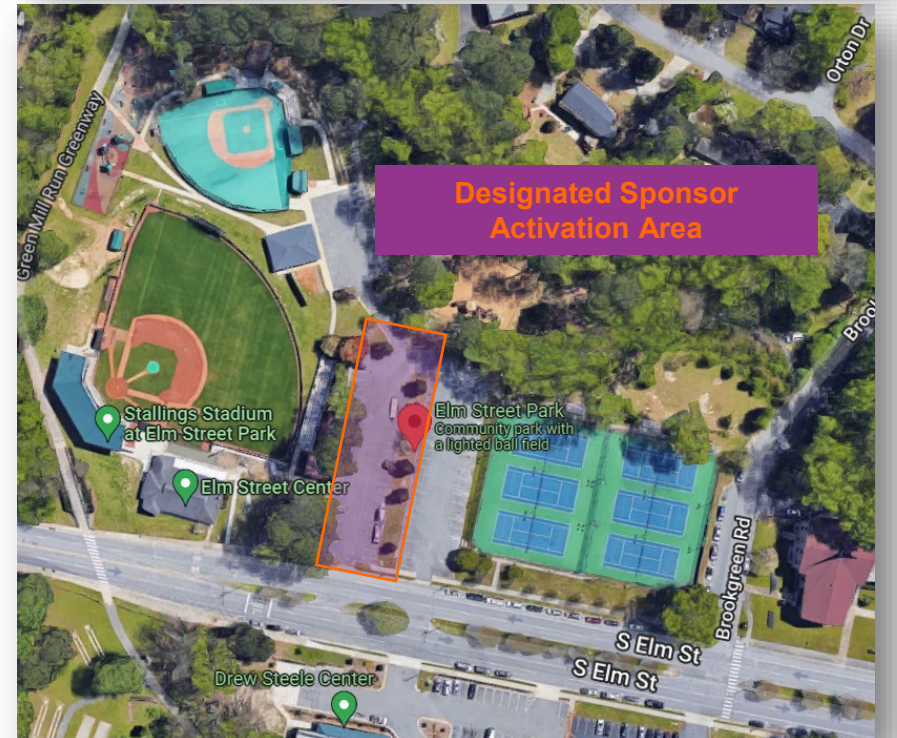 Orton Dr
Green Mill Run Greenway
Designated Sponsor
Activation Area
Brook
Stallings Stadium
at Elm Street Park
Elm Street Park
Community park with
a lighted ball field
Elm Street Center
Brookgreen Rd
S Elm St
S Elm St
Drew Steele Center